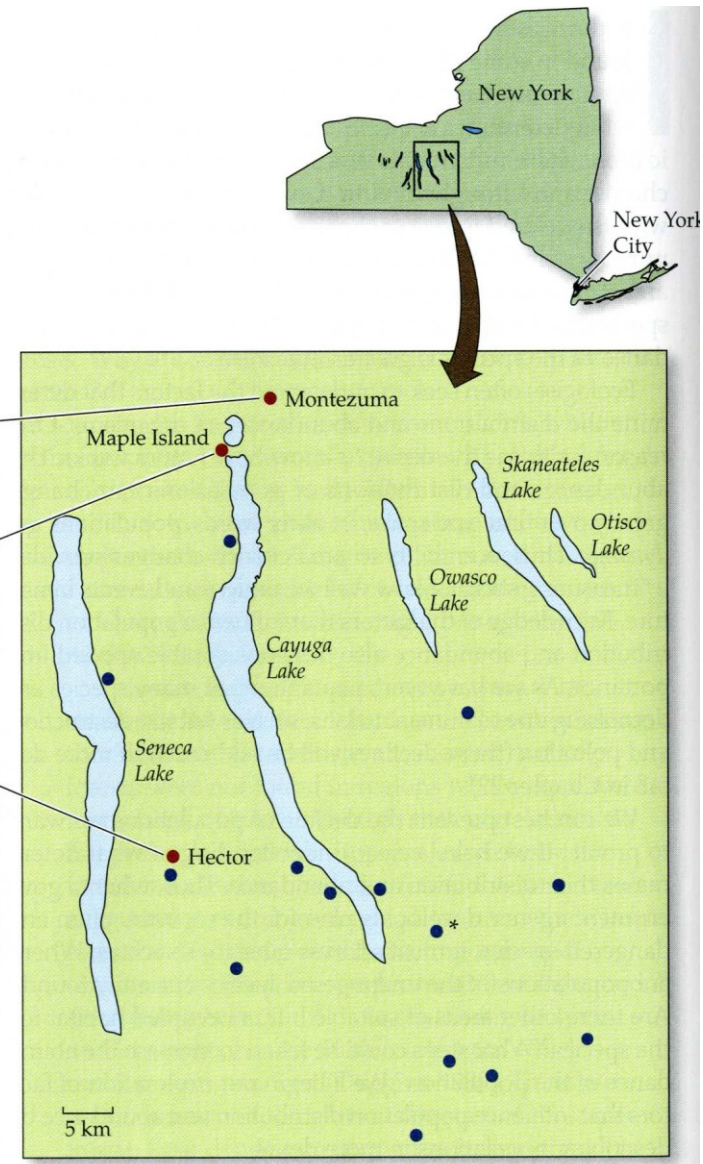 New York
New York
City
Montezuma
Maple Island
Skaneateles
Lake
Otisco
Lake
Owasco
Lake
Cayuga
Lake
Seneca
Lake
Hector
*
5 km